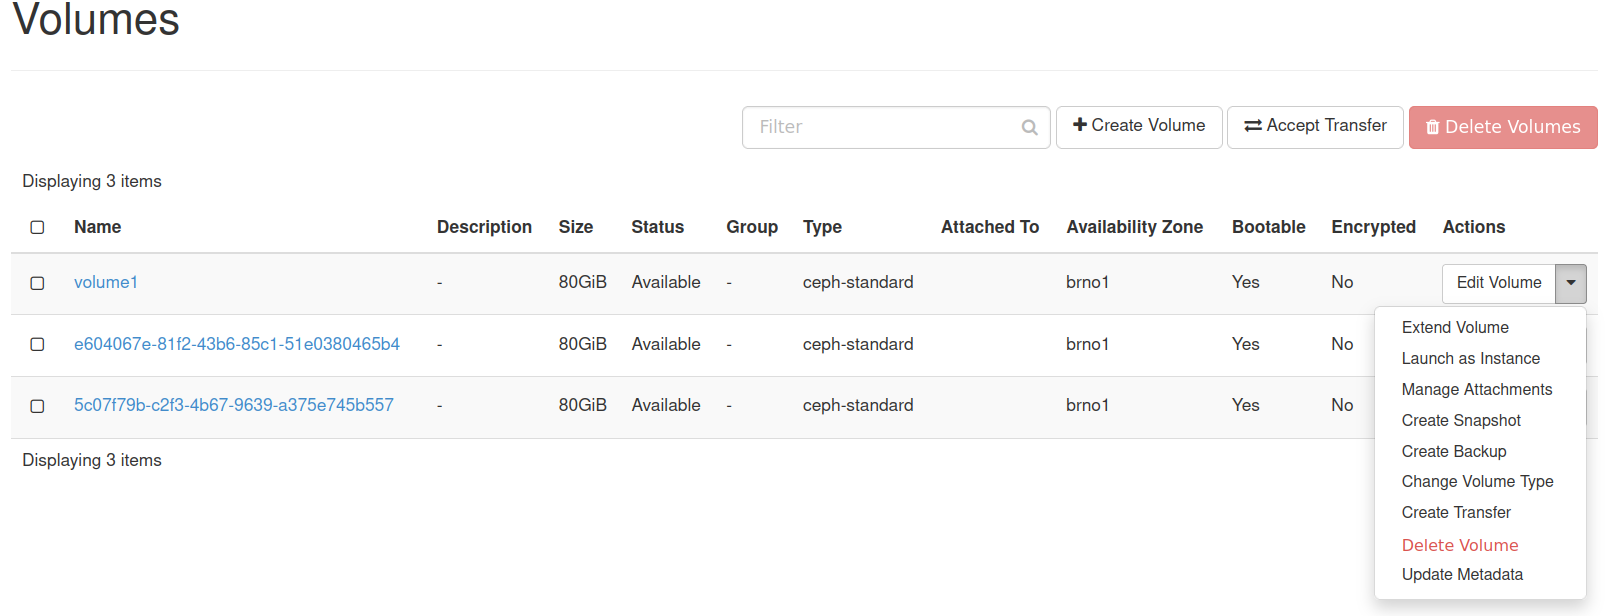 Volumes
Filter
Create Volume
Accept Transfer
Delete Volumes
Displaying 3 items
Name Description Size Status Group Type Attached To Availability Zone Bootable Encrypted Actions
volume1 - 80GiB Available - ceph-standard brno1 Yes No Edit Volume
e604067e-81f2-43b6-85c1-51e0380465b4 - 80GiB Available - ceph-standard brno1 Yes No
5c07f79b-c2f3-4b67-9639-a375e745b557 - 80GiB Available - ceph-standard brno1 Yes No
Displaying 3 items
Extend Volume
Launch as Instance
Manage Attachments
Create Snapshot
Create Backup
Change Volume Type
Create Transfer
Delete Volume
Update Metadata